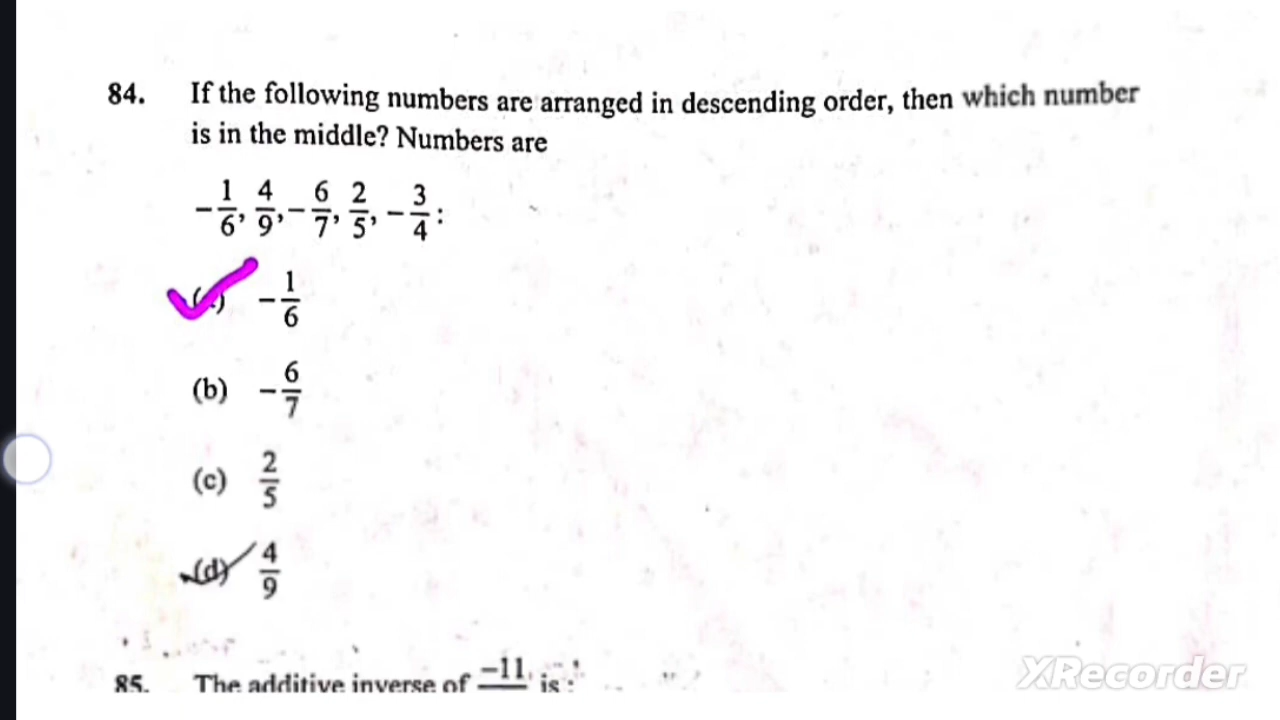 84. If the following numbers are arranged in descending order, then which number
is in the middle? Numbers are
-1/6, 4/9, -6/7, 2/5, -3/4:
-1/6
(b) -6/7
(c) 2/5
(d) 4/9
85. The additive inverse of -11 is :
XRecorder